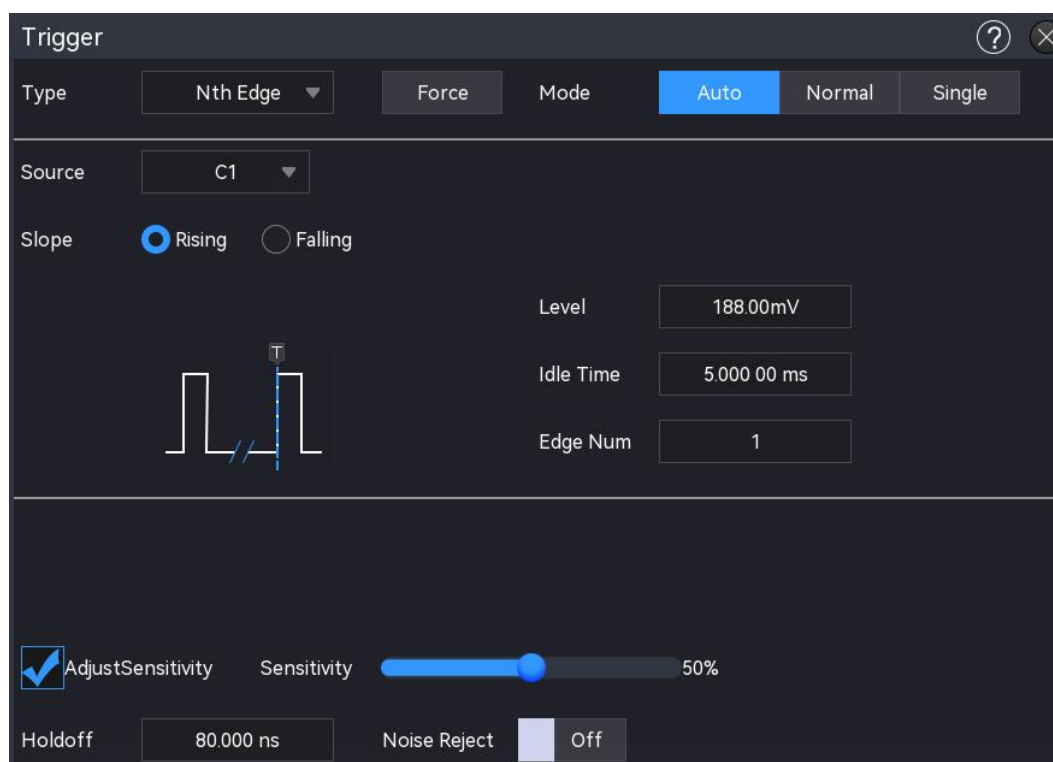 Trigger ?
Type Nth Edge Force Mode Auto Normal Single
Source C1
Slope Rising Falling
Level 188.00mV
T
Idle Time 5.000 00 ms
Edge Num 1
AdjustSensitivity Sensitivity 50%
Holdoff 80.000 ns Noise Reject Off